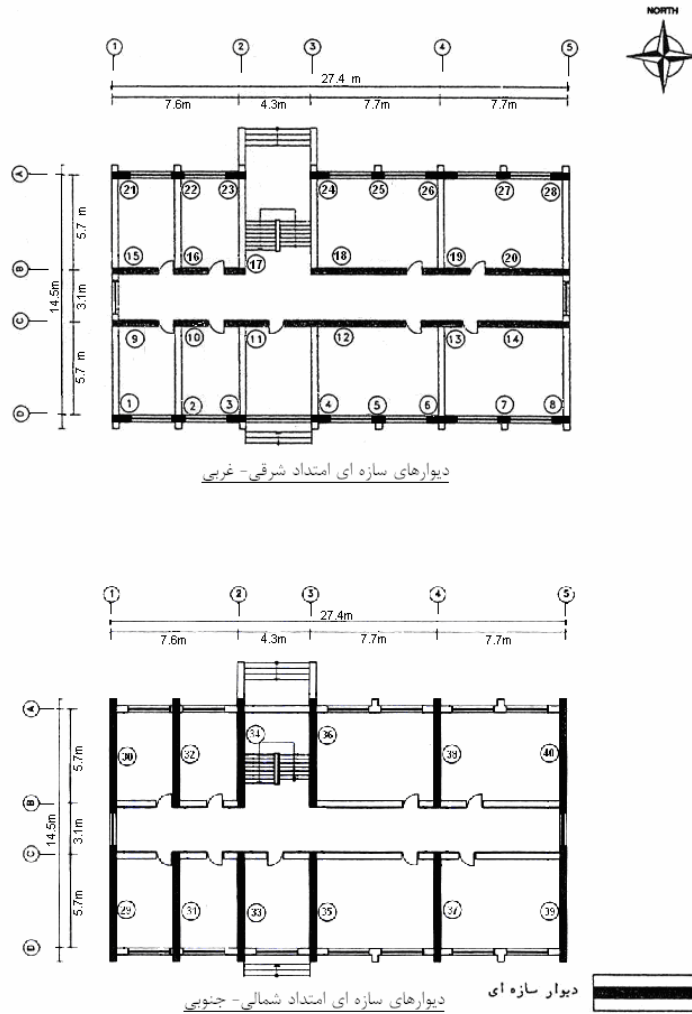 NORTH
1 2 3 4 5
27.4 m
7.6m 4.3m 7.7m 7.7m
A
21 22 23 24 25 26 27 28
5.7 m
15 16 17 18 19 20
B
14.5m 3.1m
C
9 10 11 12 13 14
5.7 m
1 2 3 4 5 6 7 8
D
دیوارهای سازه ای امتداد شرقی- غربی
1 2 3 4 5
27.4m
7.6m 4.3m 7.7m 7.7m
A
30 32 34 36 38 40
5.7m
B
14.5m 3.1m
C
29 31 33 35 37 39
5.7m
D
دیوار سازه ای
دیوارهای سازه ای امتداد شمالی- جنوبی